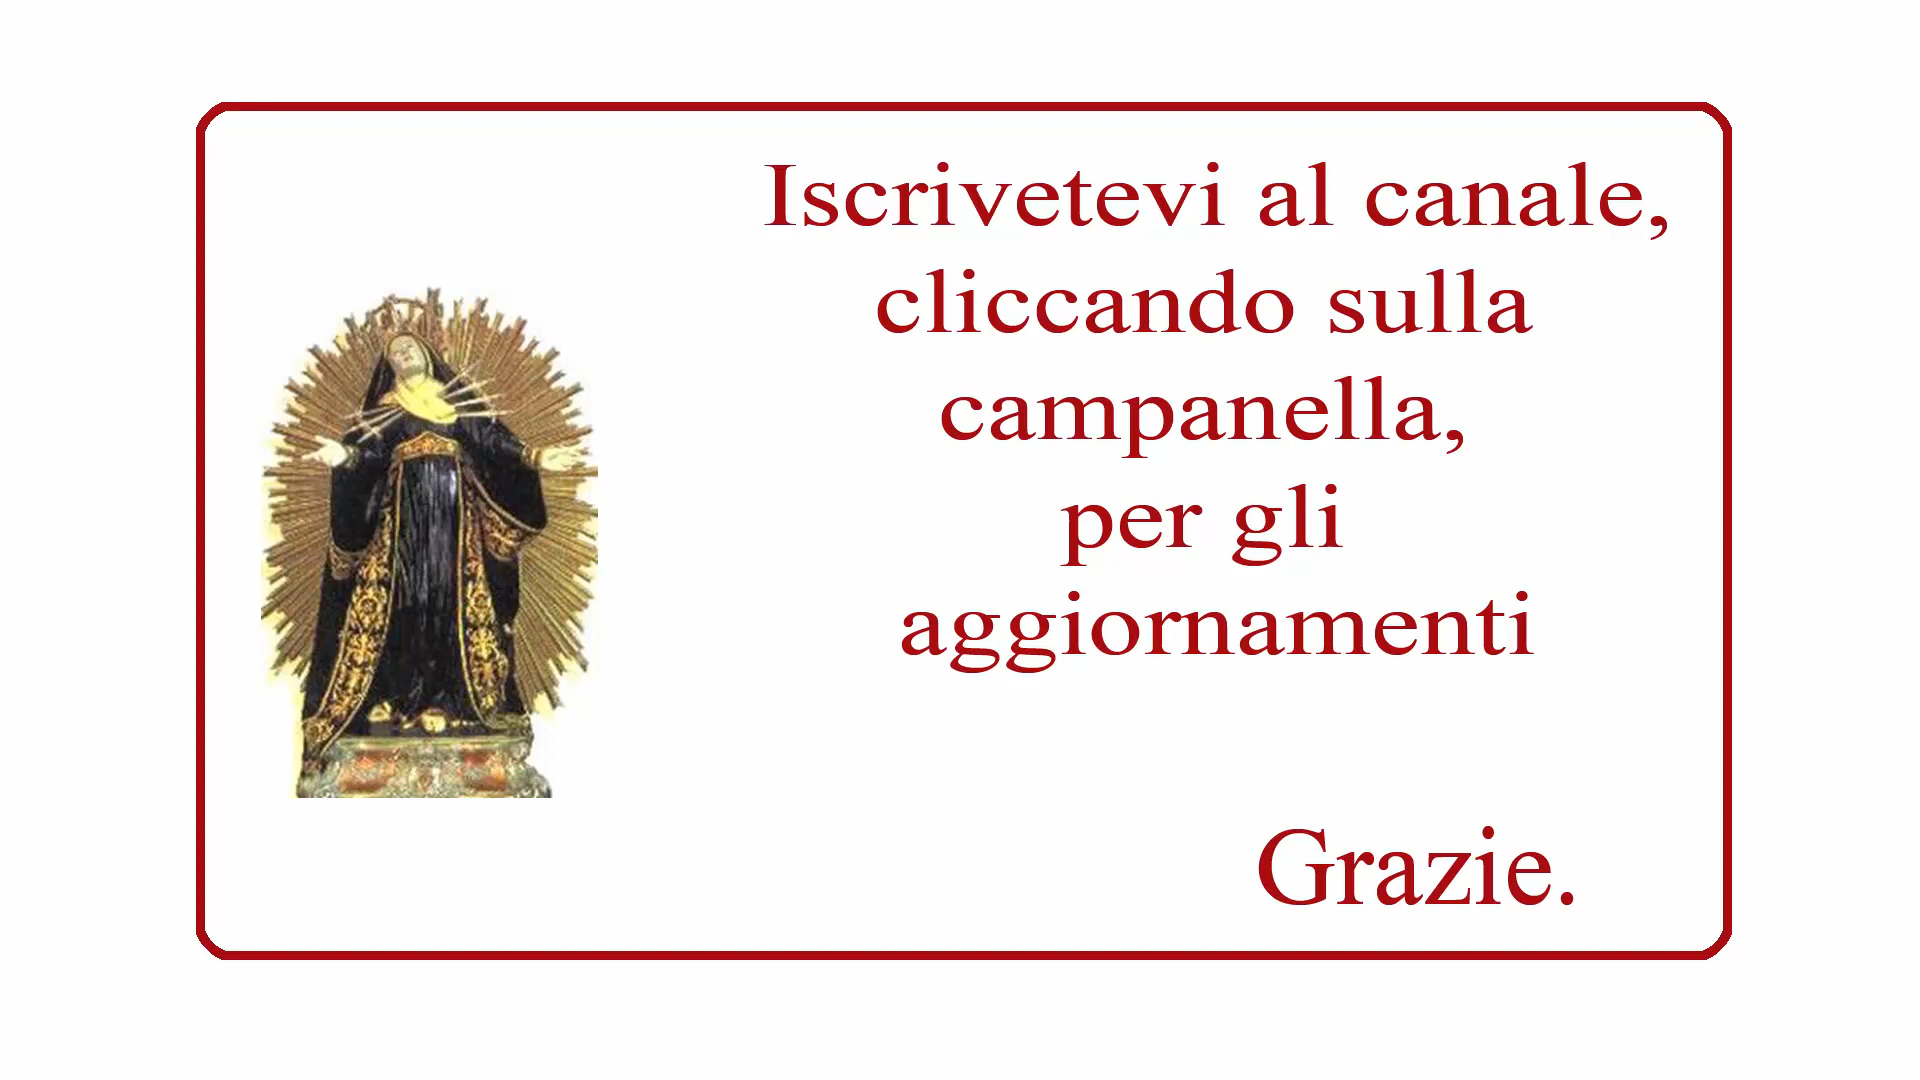 Iscrivetevi al canale,
cliccando sulla
campanella,
per gli
aggiornamenti
Grazie.